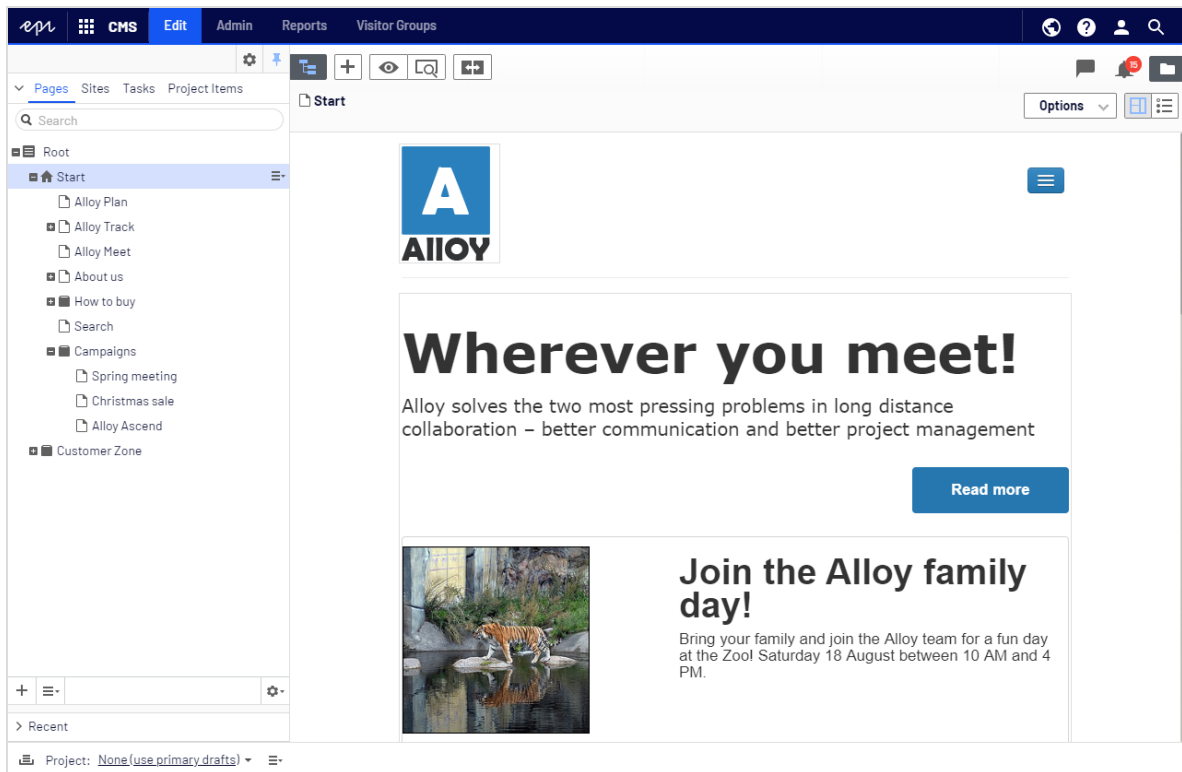 epi CMS Edit Admin Reports Visitor Groups
15
Pages Sites Tasks Project Items
Start
Options
Search
Root
Start
Alloy Plan
Alloy Track
Alloy Meet
About us
How to buy
Search
Campaigns
Spring meeting
Christmas sale
Alloy Ascend
Customer Zone
Recent
Project: None (use primary drafts)
A
Alloy
Wherever you meet!
Alloy solves the two most pressing problems in long distance
collaboration – better communication and better project management
Read more
Join the Alloy family
day!
Bring your family and join the Alloy team for a fun day
at the Zoo! Saturday 18 August between 10 AM and 4
PM.